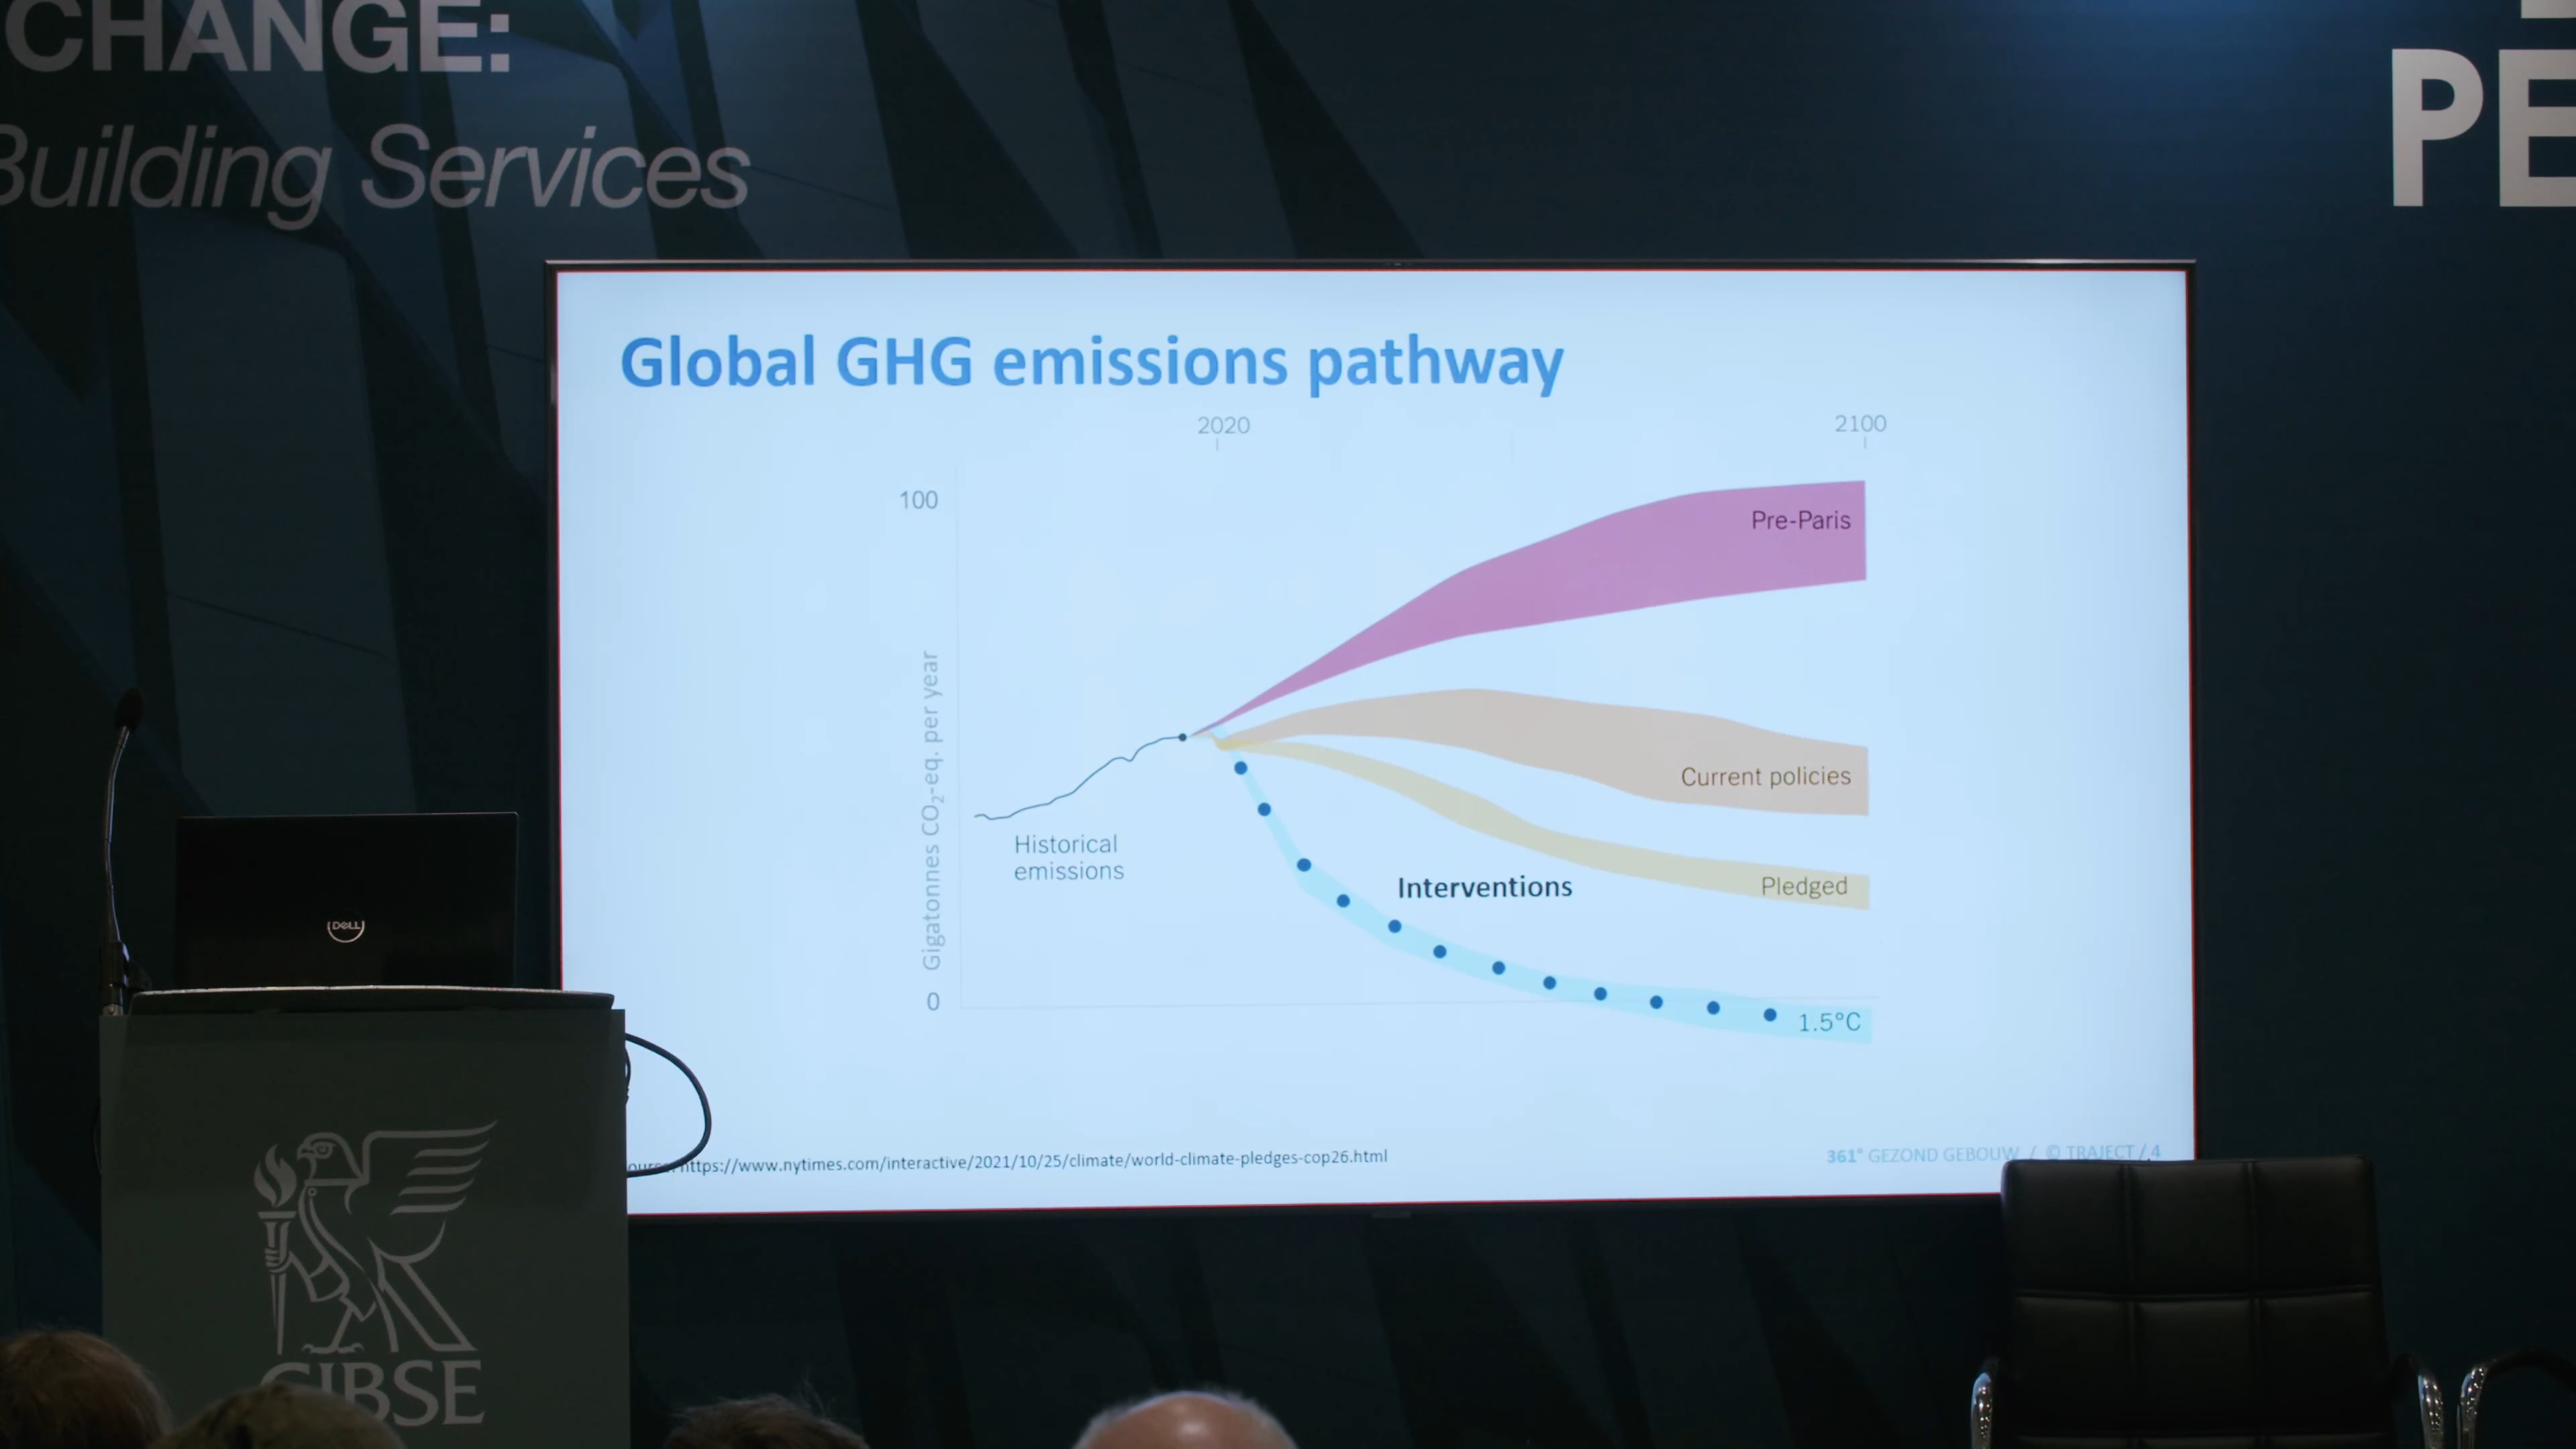 CHANGE:
Building Services
PE
Global GHG emissions pathway
2020
2100
100
Pre-Paris
Gigatonnes CO₂-eq. per year
Current policies
Historical
emissions
Interventions
Pledged
0
1.5°C
https://www.nytimes.com/interactive/2021/10/25/climate/world-climate-pledges-cop26.html
361° GEZOND GEBOUW / © TRAJECT / 4
DELL
CIBSE